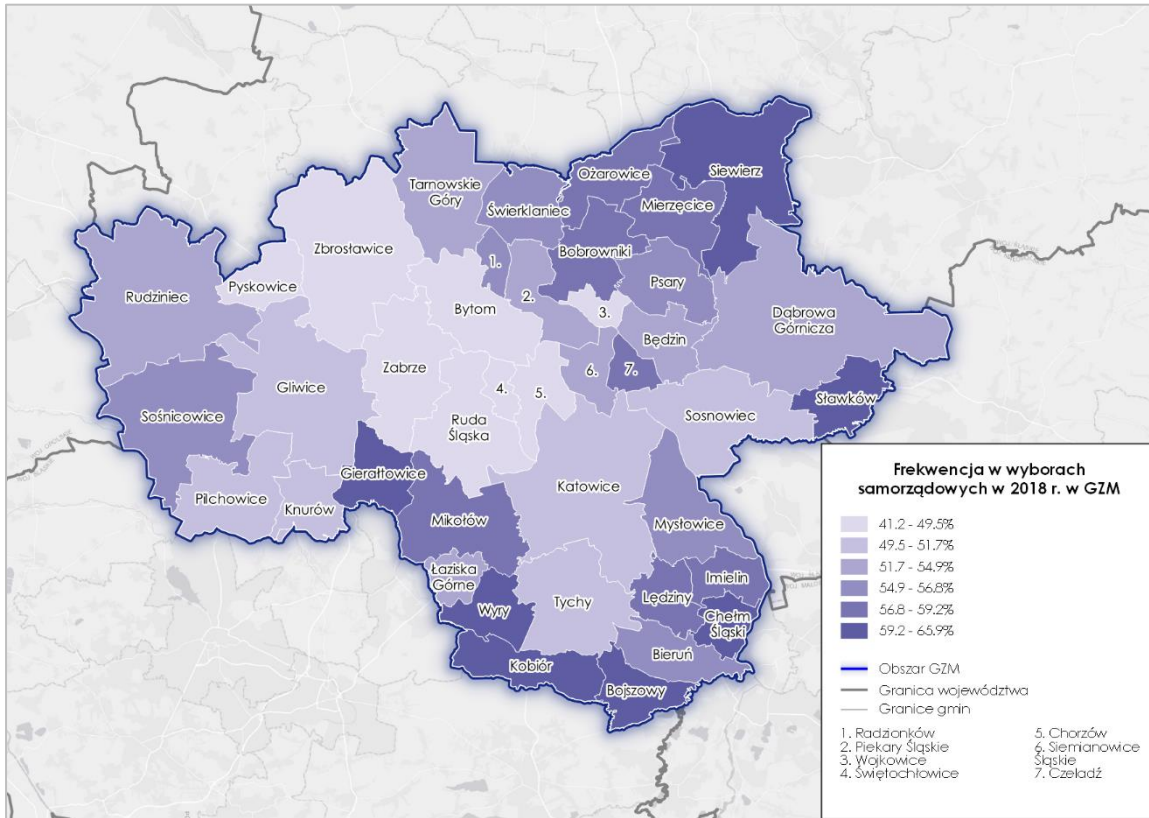 Siewierz
Ożarowice
Tarnowskie
Góry
Mierzęcice
Świerklaniec
Zbrosławice
Bobrowniki
1.
Psary
Pyskowice
Rudziniec
2.
Bytom
3.
Dąbrowa
Górnicza
Będzin
Zabrze
6.
7.
Gliwice
4.
5.
Sławków
Sośnicowice
Ruda
Śląska
Sosnowiec
Gierałtowice
Katowice
Pilchowice
Knurów
Mikołów
Mysłowice
Łaziska
Górne
Imielin
Tychy
Lędziny
Wyry
Chełm
Śląski
Bieruń
Kobiór
Bojszowy
Frekwencja w wyborach
samorządowych w 2018 r. w GZM
41.2 - 49.5%
49.5 - 51.7%
51.7 - 54.9%
54.9 - 56.8%
56.8 - 59.2%
59.2 - 65.9%
Obszar GZM
Granica województwa
Granice gmin
1. Radzionków
2. Piekary Śląskie
3. Wojkowice
4. Świętochłowice
5. Chorzów
6. Siemianowice
Śląskie
7. Czeladź